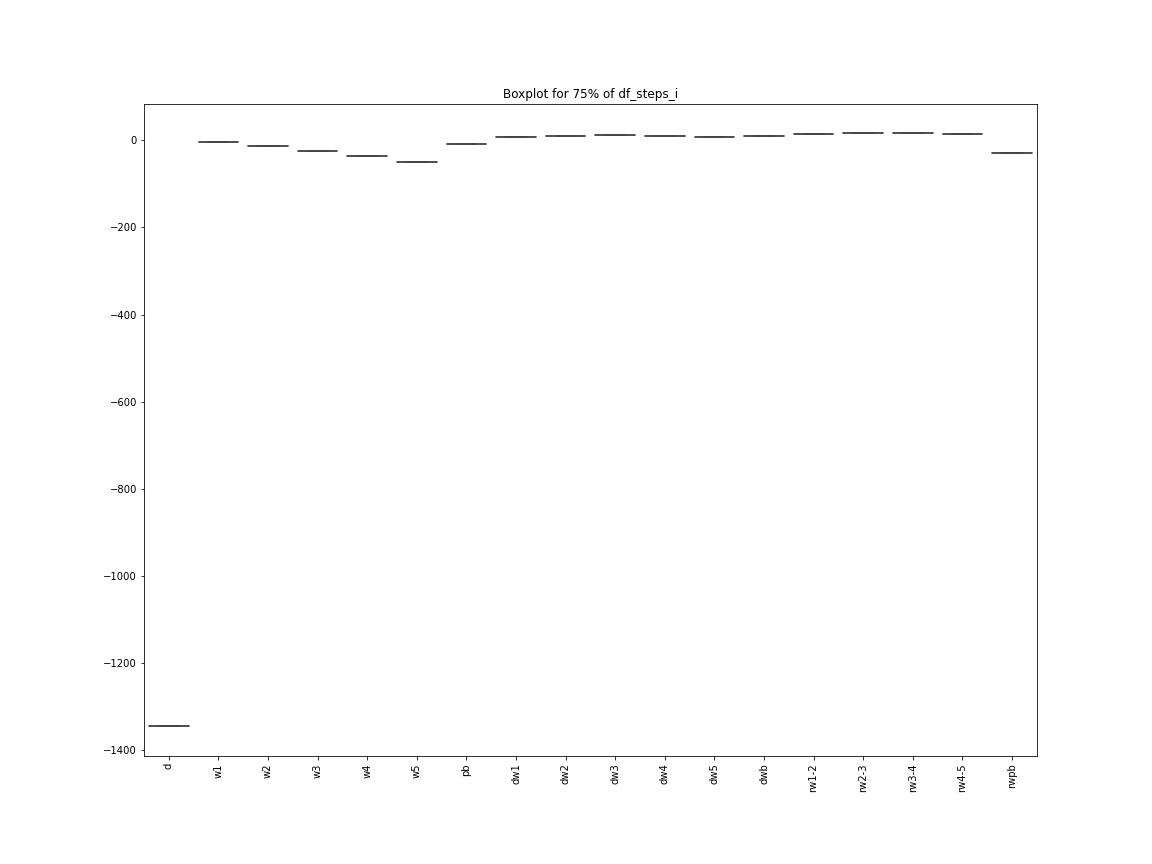 Boxplot for 75% of df_steps_i
0
−200
−400
−600
−800
−1000
−1200
−1400
d
w1
w2
w3
w4
w5
pb
dw1
dw2
dw3
dw4
dw5
dwb
rw1-2
rw2-3
rw3-4
rw4-5
rwpb